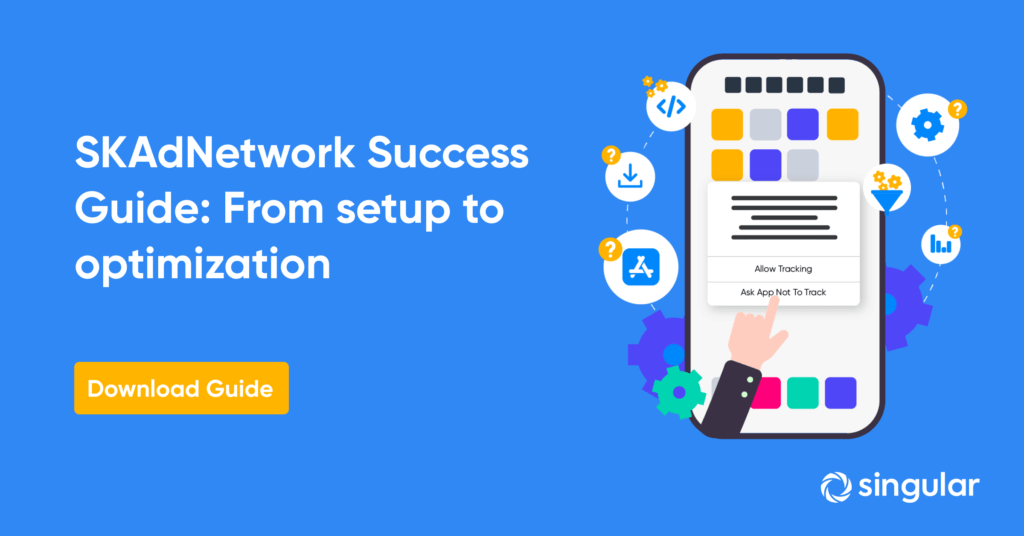 SKAdNetwork Success
Guide: From setup to
optimization
Download Guide
Allow Tracking
Ask App Not To Track
singular